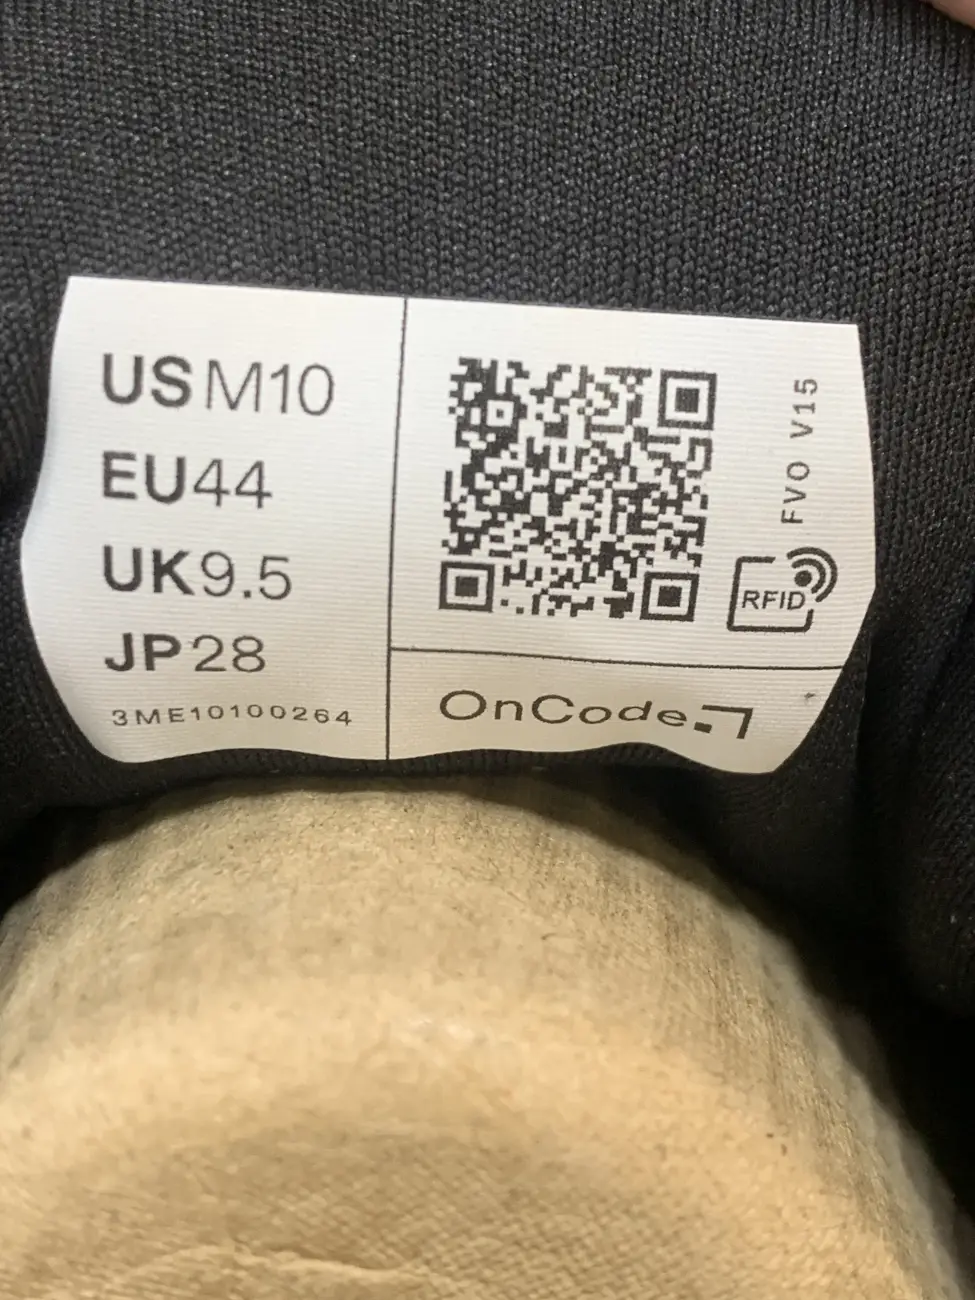 US M10
EU 44
UK 9.5
JP 28
3ME10100264
FVO V15
RFID
OnCode